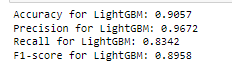 Accuracy for LightGBM: 0.9057
Precision for LightGBM: 0.9672
Recall for LightGBM: 0.8342
F1-score for LightGBM: 0.8958